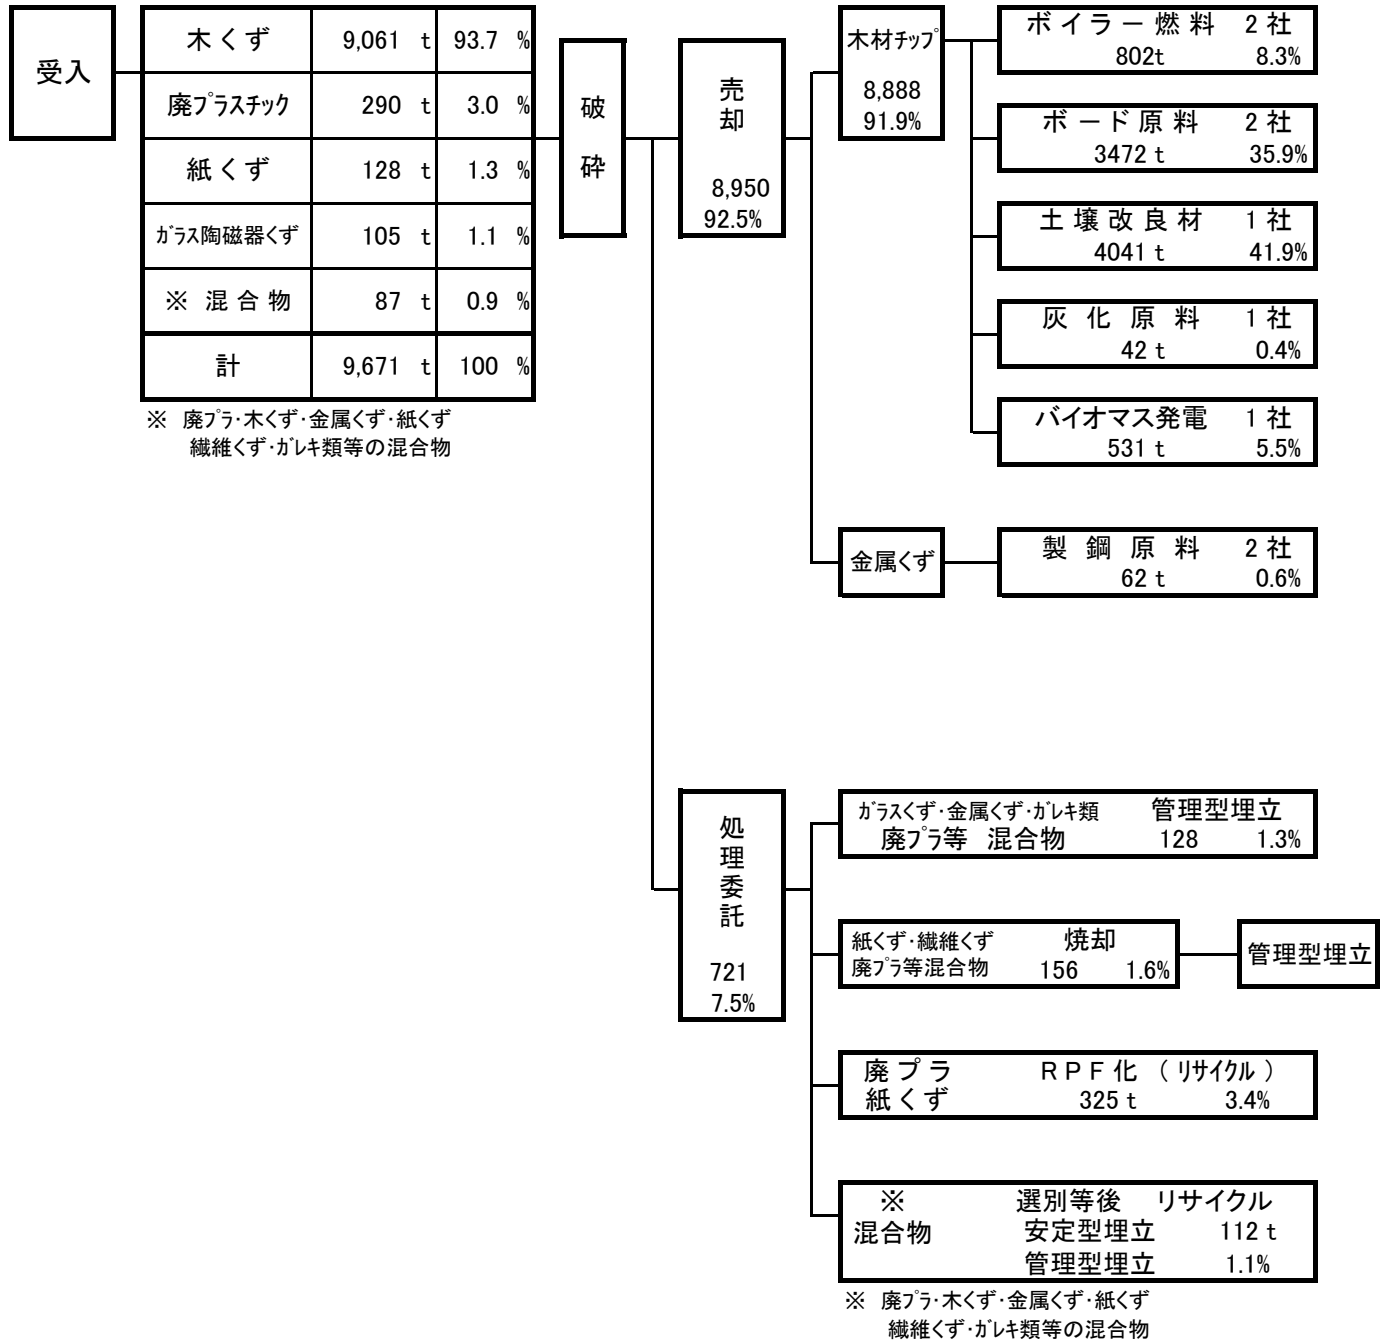 受入
木くず 9,061 t 93.7 %
廃プラスチック 290 t 3.0 %
紙くず 128 t 1.3 %
ガラス陶磁器くず 105 t 1.1 %
※ 混合物 87 t 0.9 %
計 9,671 t 100 %
※ 廃プラ・木くず・金属くず・紙くず
繊維くず・ガレキ類等の混合物
破砕
売却
8,950
92.5%
木材チップ
8,888
91.9%
ボイラー燃料 2社
802t 8.3%
ボード原料 2社
3472 t 35.9%
土壌改良材 1社
4041 t 41.9%
灰化原料 1社
42 t 0.4%
バイオマス発電 1社
531 t 5.5%
金属くず
製鋼原料 2社
62 t 0.6%
処理委託
721
7.5%
ガラスくず・金属くず・ガレキ類 管理型埋立
廃プラ等 混合物 128 1.3%
紙くず・繊維くず 焼却
廃プラ等混合物 156 1.6%
管理型埋立
廃プラ RPF化 (リサイクル)
紙くず 325 t 3.4%
※ 選別等後 リサイクル
混合物 安定型埋立 112 t
管理型埋立 1.1%
※ 廃プラ・木くず・金属くず・紙くず
繊維くず・ガレキ類等の混合物